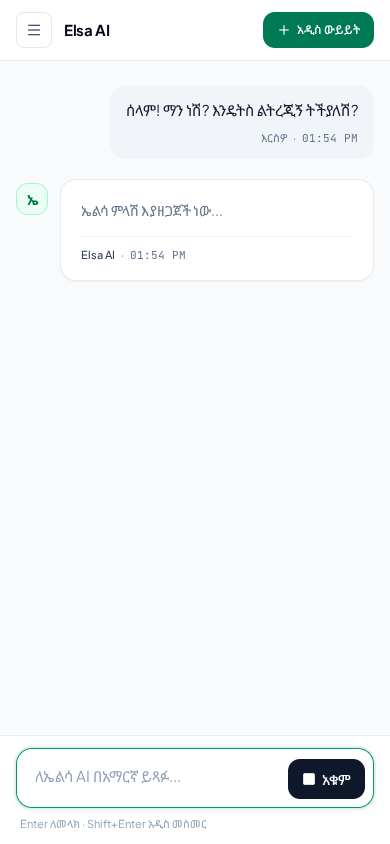 Elsa AI
አዲስ ውይይት
ሰላም! ማን ነሽ? እንዴትስ ልትረጂኝ ትችያለሽ?
እርስዎ · 01:54 PM
ኤ
ኤልሳ ምላሽ እያዘጋጀች ነው...
Elsa AI · 01:54 PM
ለኤልሳ AI በአማርኛ ይጻፉ...
አቁም
Enter ለመላክ · Shift+Enter አዲስ መስመር